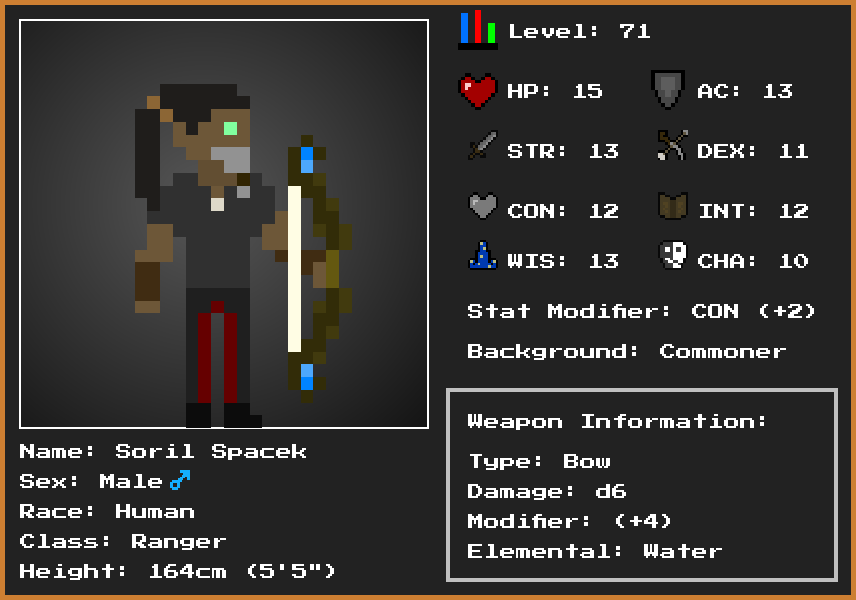 Level: 71
HP: 15 AC: 13
STR: 13 DEX: 11
CON: 12 INT: 12
WIS: 13 CHA: 10
Stat Modifier: CON (+2)
Background: Commoner
Weapon Information:
Type: Bow
Damage: d6
Modifier: (+4)
Elemental: Water
Name: Soril Spacek
Sex: Male ♂
Race: Human
Class: Ranger
Height: 164cm (5'5")